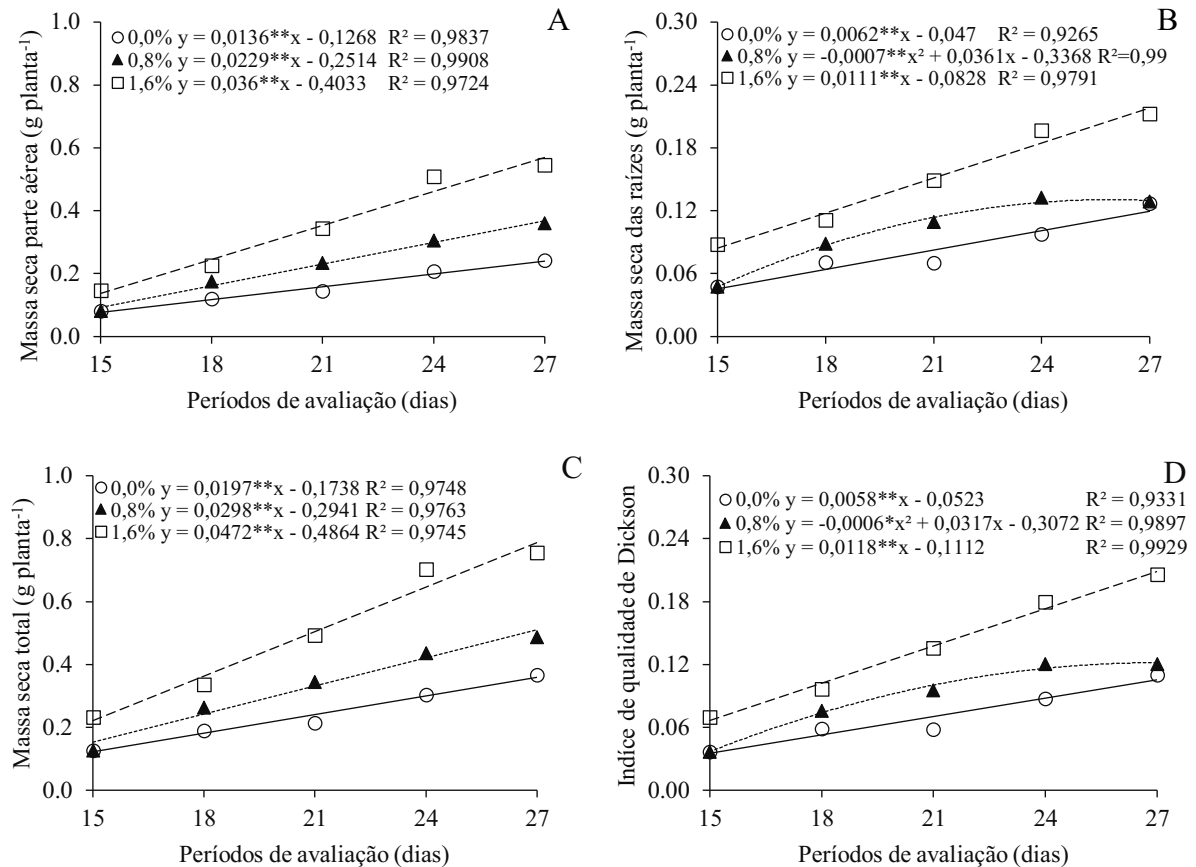 A
0,0% y = 0,0136**x - 0,1268 R² = 0,9837
0,8% y = 0,0229**x - 0,2514 R² = 0,9908
1,6% y = 0,036**x - 0,4033 R² = 0,9724
Massa seca parte aérea (g planta⁻¹)
1.0
0.8
0.6
0.4
0.2
0.0
15 18 21 24 27
Períodos de avaliação (dias)
B
0,0% y = 0,0062**x - 0,047 R² = 0,9265
0,8% y = -0,0007**x² + 0,0361x - 0,3368 R²=0,99
1,6% y = 0,0111**x - 0,0828 R² = 0,9791
Massa seca das raízes (g planta⁻¹)
0.30
0.24
0.18
0.12
0.06
0.00
15 18 21 24 27
Períodos de avaliação (dias)
C
0,0% y = 0,0197**x - 0,1738 R² = 0,9748
0,8% y = 0,0298**x - 0,2941 R² = 0,9763
1,6% y = 0,0472**x - 0,4864 R² = 0,9745
Massa seca total (g planta⁻¹)
1.0
0.8
0.6
0.4
0.2
0.0
15 18 21 24 27
Períodos de avaliação (dias)
D
0,0% y = 0,0058**x - 0,0523 R² = 0,9331
0,8% y = -0,0006*x² + 0,0317x - 0,3072 R² = 0,9897
1,6% y = 0,0118**x - 0,1112 R² = 0,9929
Indíce de qualidade de Dickson
0.30
0.24
0.18
0.12
0.06
0.00
15 18 21 24 27
Períodos de avaliação (dias)